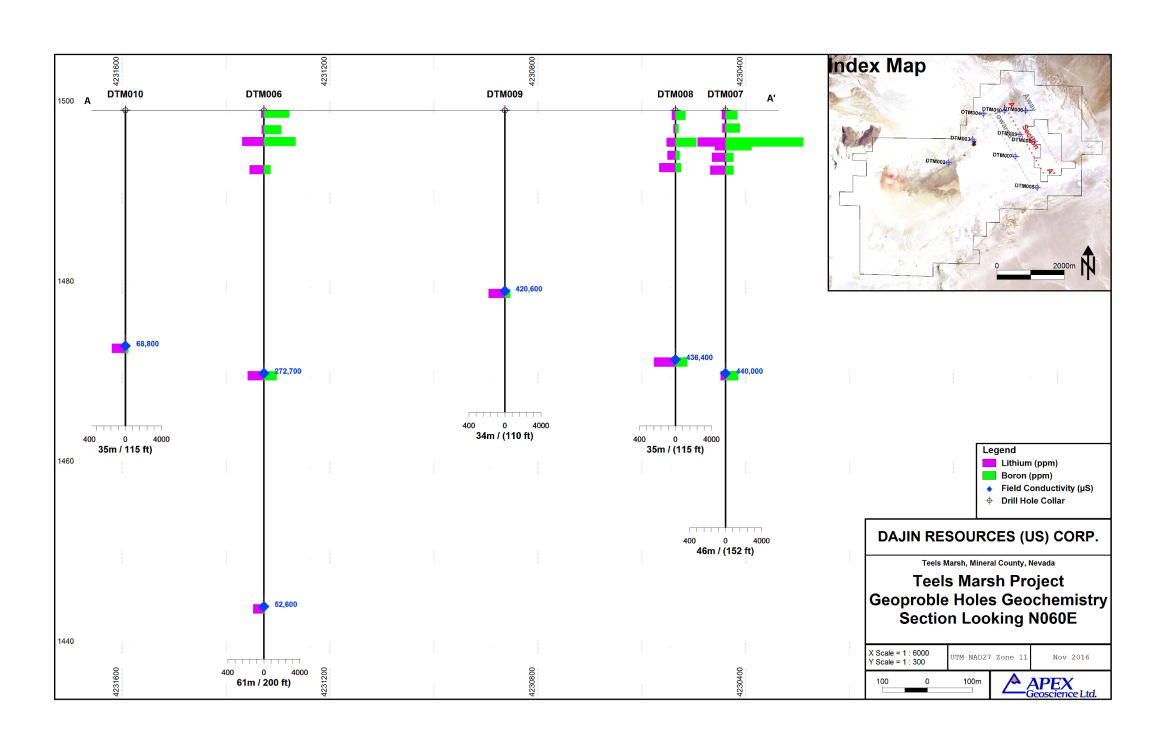 4231600
4231200
4230800
4230400
1500
A
DTM010
DTM006
DTM009
DTM008
DTM007
A'
1480
420,600
68,800
272,700
436,400
440,000
400 0 4000
35m / 115 ft)
400 0 4000
34m / (110 ft)
400 0 4000
35m / (115 ft)
1460
400 0 4000
46m / (152 ft)
52,600
1440
400 0 4000
61m / 200 ft)
4231600
4231200
4230800
4230400
Index Map
Away
DTM004
DTM006
A
Toward
DTM003
Section
DTM002
DTM007
A'
DTM005
0 2000m
N
Legend
Lithium (ppm)
Boron (ppm)
Field Conductivity (µS)
Drill Hole Collar
DAJIN RESOURCES (US) CORP.
Teels Marsh, Mineral County, Nevada
Teels Marsh Project
Geoproble Holes Geochemistry
Section Looking N060E
X Scale = 1 : 6000
Y Scale = 1 : 300
UTM NAD27 Zone 11
Nov 2016
100 0 100m
APEX
Geoscience Ltd.